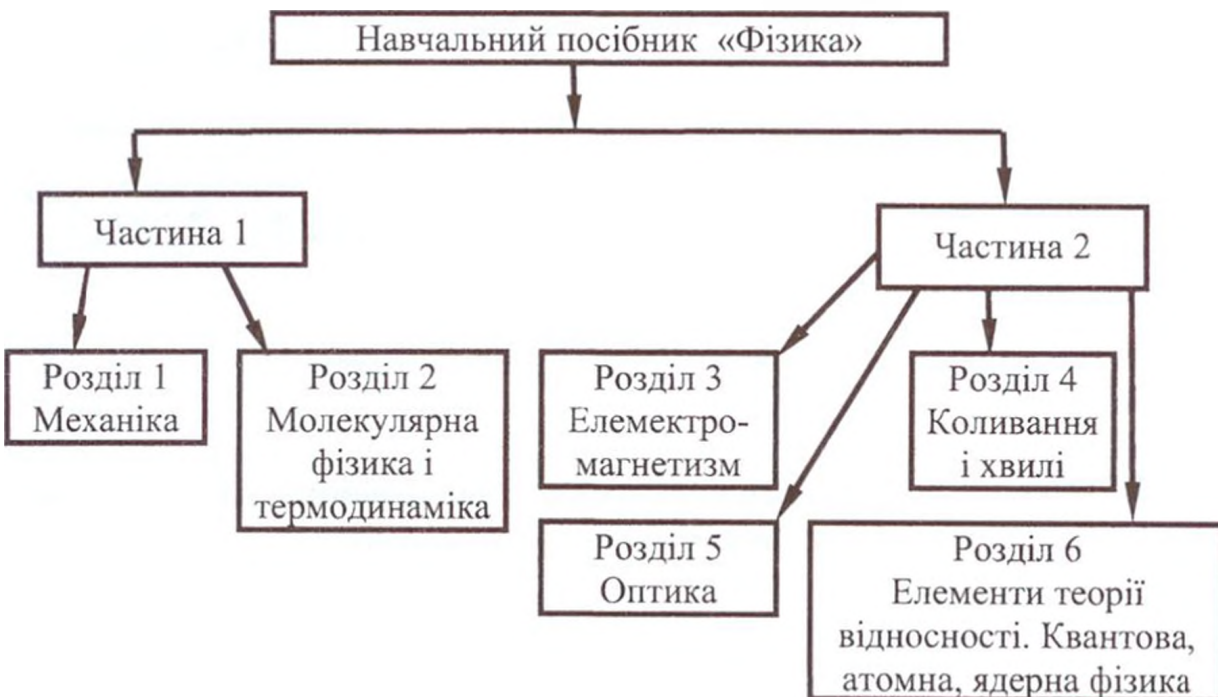 Навчальний посібник «Фізика»
Частина 1
Частина 2
Розділ 1
Механіка
Розділ 2
Молекулярна
фізика і
термодинаміка
Розділ 3
Елемектро-
магнетизм
Розділ 4
Коливання
і хвилі
Розділ 5
Оптика
Розділ 6
Елементи теорії
відносності. Квантова,
атомна, ядерна фізика